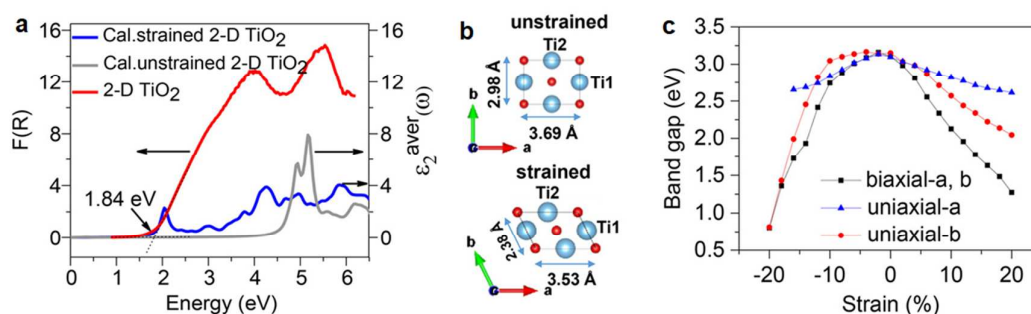 a
F(R)
16
12
8
4
0
Cal.strained 2-D TiO₂
Cal.unstrained 2-D TiO₂
2-D TiO₂
1.84 eV
0 1 2 3 4 5 6
Energy (eV)
12
8
4
0
ε₂ᵃᵛᵉʳ(ω)
b
unstrained
Ti2
Ti1
2.98 Å
3.69 Å
b
a
strained
Ti2
Ti1
2.38 Å
3.53 Å
b
a
c
Band gap (eV)
3.5
3.0
2.5
2.0
1.5
1.0
0.5
biaxial-a, b
uniaxial-a
uniaxial-b
-20 -10 0 10 20
Strain (%)